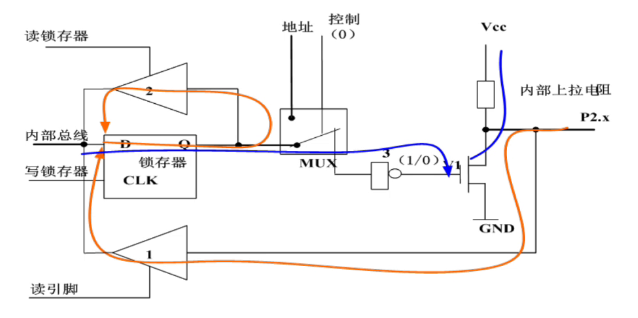 读锁存器
地址
控制
(0)
Vcc
2
内部上拉电阻
P2.x
内部总线
D
Q
锁存器
MUX
3
(1/0)
V1
写锁存器
CLK
GND
1
读引脚